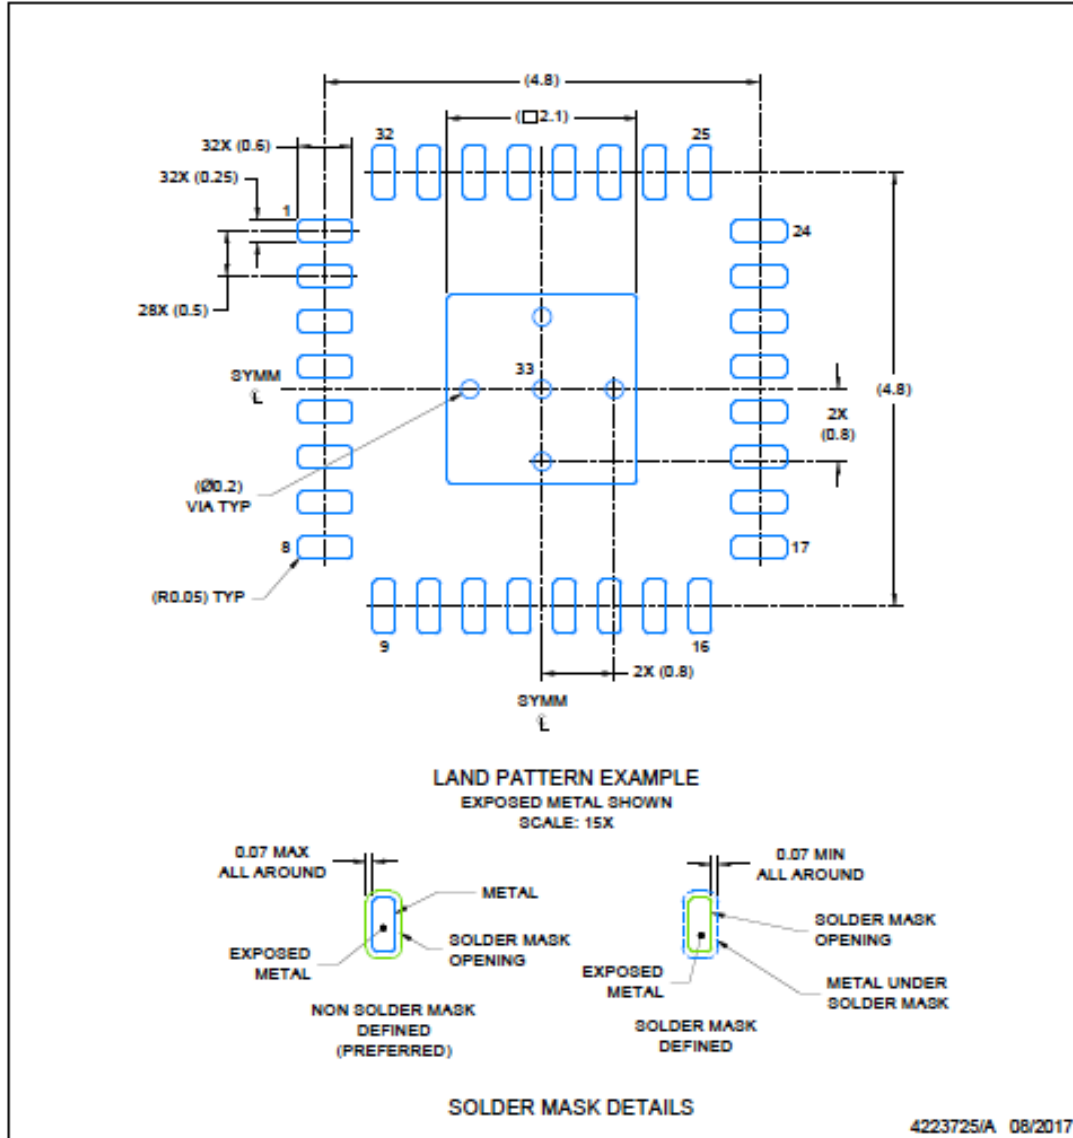 (4.8)
(□2.1)
32X (0.6)
32
25
32X (0.25)
1
24
28X (0.5)
SYMM
℄
33
(4.8)
2X
(0.8)
(Ø0.2)
VIA TYP
8
17
(R0.05) TYP
9
16
2X (0.8)
SYMM
℄
LAND PATTERN EXAMPLE
EXPOSED METAL SHOWN
SCALE: 15X
0.07 MAX
ALL AROUND
METAL
EXPOSED
METAL
SOLDER MASK
OPENING
NON SOLDER MASK
DEFINED
(PREFERRED)
0.07 MIN
ALL AROUND
SOLDER MASK
OPENING
EXPOSED
METAL
METAL UNDER
SOLDER MASK
SOLDER MASK
DEFINED
SOLDER MASK DETAILS
4223725/A 08/2017